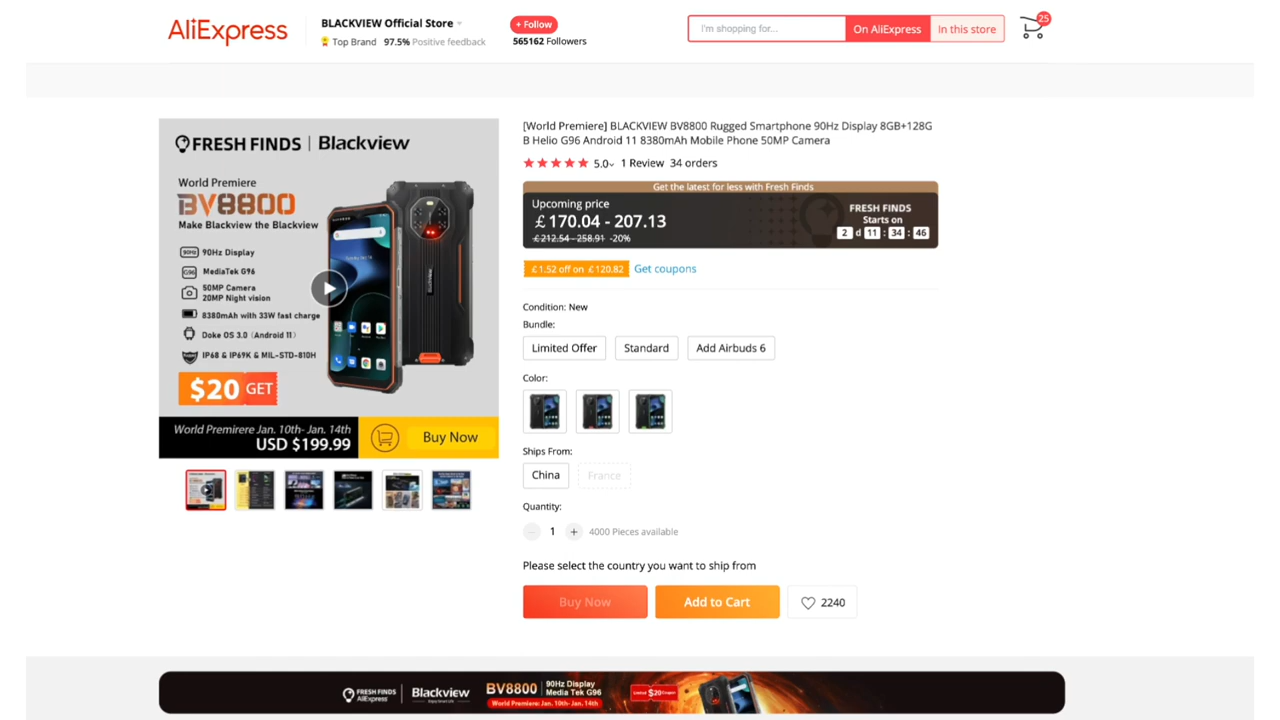 AliExpress
BLACKVIEW Official Store
Top Brand 97.5% Positive feedback
+ Follow
565162 Followers
I'm shopping for...
On AliExpress
In this store
25
FRESH FINDS | Blackview
World Premiere
BV8800
Make Blackview the Blackview
90Hz 90Hz Display
G96 MediaTek G96
50MP Camera
20MP Night vision
8380mAh with 33W fast charge
Doke OS 3.0 (Android 11)
IP68 & IP69K & MIL-STD-810H
$20 GET
World Premirere Jan. 10th- Jan. 14th
USD $199.99
Buy Now
[World Premiere] BLACKVIEW BV8800 Rugged Smartphone 90Hz Display 8GB+128G
B Helio G96 Android 11 8380mAh Mobile Phone 50MP Camera
5.0 1 Review 34 orders
Get the latest for less with Fresh Finds
Upcoming price
£170.04 - 207.13
£212.54 - 258.91 -20%
FRESH FINDS
Starts on
2 d 11 : 34 : 46
£1.52 off on £120.82 Get coupons
Condition: New
Bundle:
Limited Offer
Standard
Add Airbuds 6
Color:
Ships From:
China
France
Quantity:
1 + 4000 Pieces available
Please select the country you want to ship from
Buy Now
Add to Cart
2240
FRESH FINDS
AliExpress
Blackview
BV8800
90Hz Display
Media Tek G96
World Premiere: Jan. 10th- Jan. 14th
Limited $20 Coupon